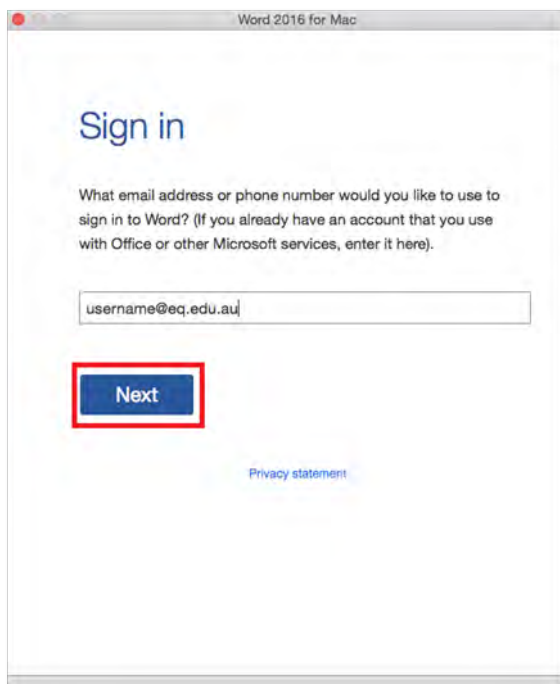 Word 2016 for Mac
Sign in
What email address or phone number would you like to use to
sign in to Word? (If you already have an account that you use
with Office or other Microsoft services, enter it here).
username@eq.edu.au
Next
Privacy statement